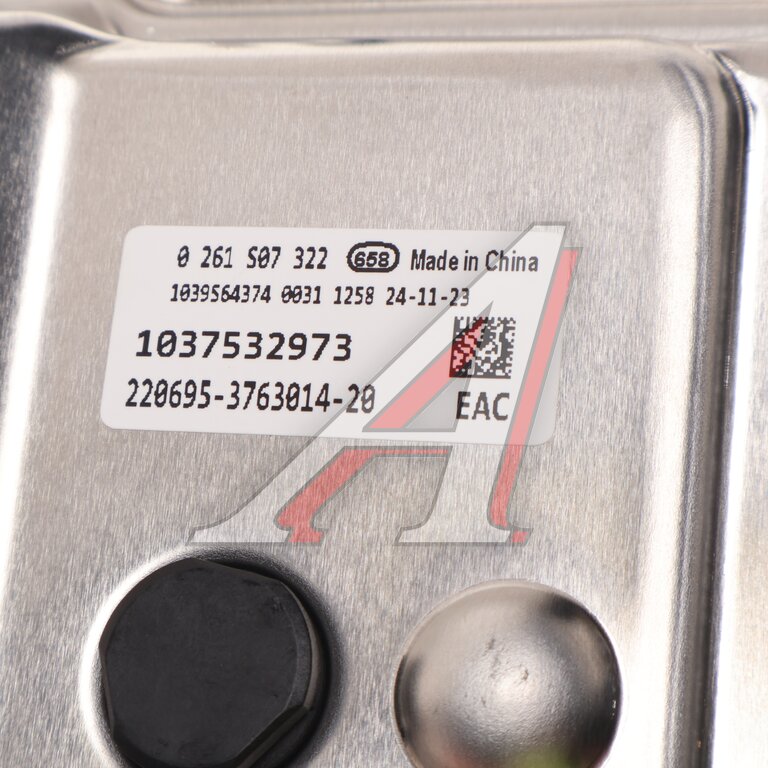 0 261 S07 322 658 Made in China
1039S64374 0031 1258 24-11-23
1037532973
220695-3763014-20
EAC